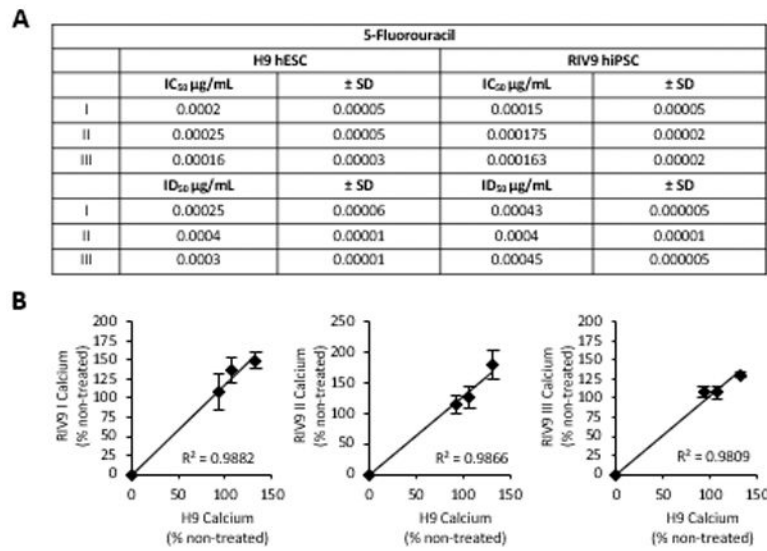 A
5-Fluorouracil
H9 hESC RIV9 hiPSC
IC₅₀ µg/mL ± SD IC₅₀ µg/mL ± SD
I 0.0002 0.00005 0.00015 0.00005
II 0.00025 0.00005 0.000175 0.00002
III 0.00016 0.00003 0.000163 0.00002
ID₅₀ µg/mL ± SD ID₅₀ µg/mL ± SD
I 0.00025 0.00006 0.00043 0.000005
II 0.0004 0.00001 0.0004 0.00001
III 0.0003 0.00001 0.00045 0.000005
B
RIV9 I Calcium
(% non-treated)
200
175
150
125
100
75
50
25
0
R² = 0.9882
0 50 100 150
H9 Calcium
(% non-treated)
RIV9 II Calcium
(% non-treated)
250
200
150
100
50
0
R² = 0.9866
0 50 100 150
H9 Calcium
(% non-treated)
RIV9 III Calcium
(% non-treated)
200
175
150
125
100
75
50
25
0
R² = 0.9809
0 50 100 150
H9 Calcium
(% non-treated)